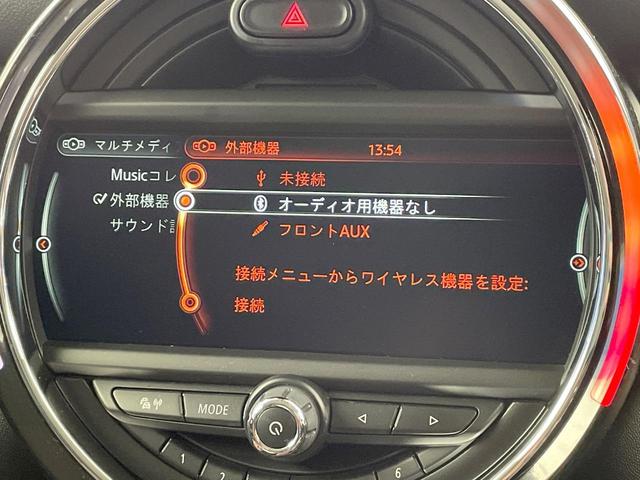 マルチメディ
外部機器
13:54
Musicコレ
未接続
外部機器
オーディオ用機器なし
サウンド
フロントAUX
接続メニューからワイヤレス機器を設定:
接続
MODE
1
2
6